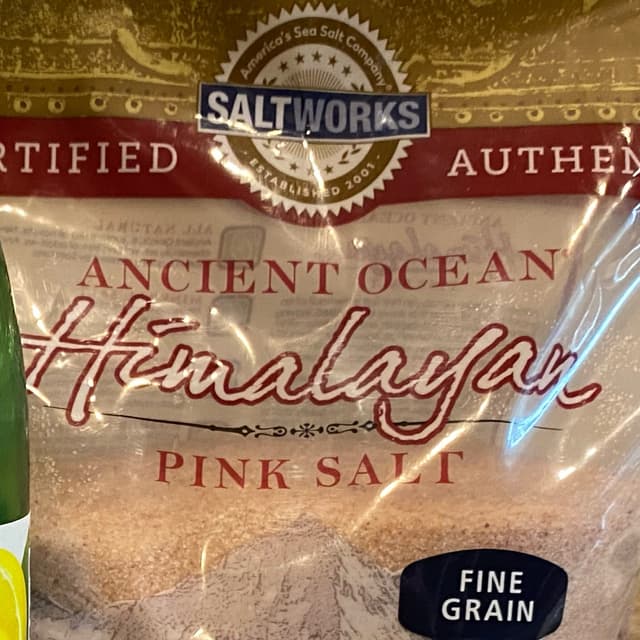 America's Sea Salt Company
SALTWORKS
ESTABLISHED 2001
RTIFIED
AUTHEN
ANCIENT OCEAN
Himalayan
PINK SALT
FINE
GRAIN